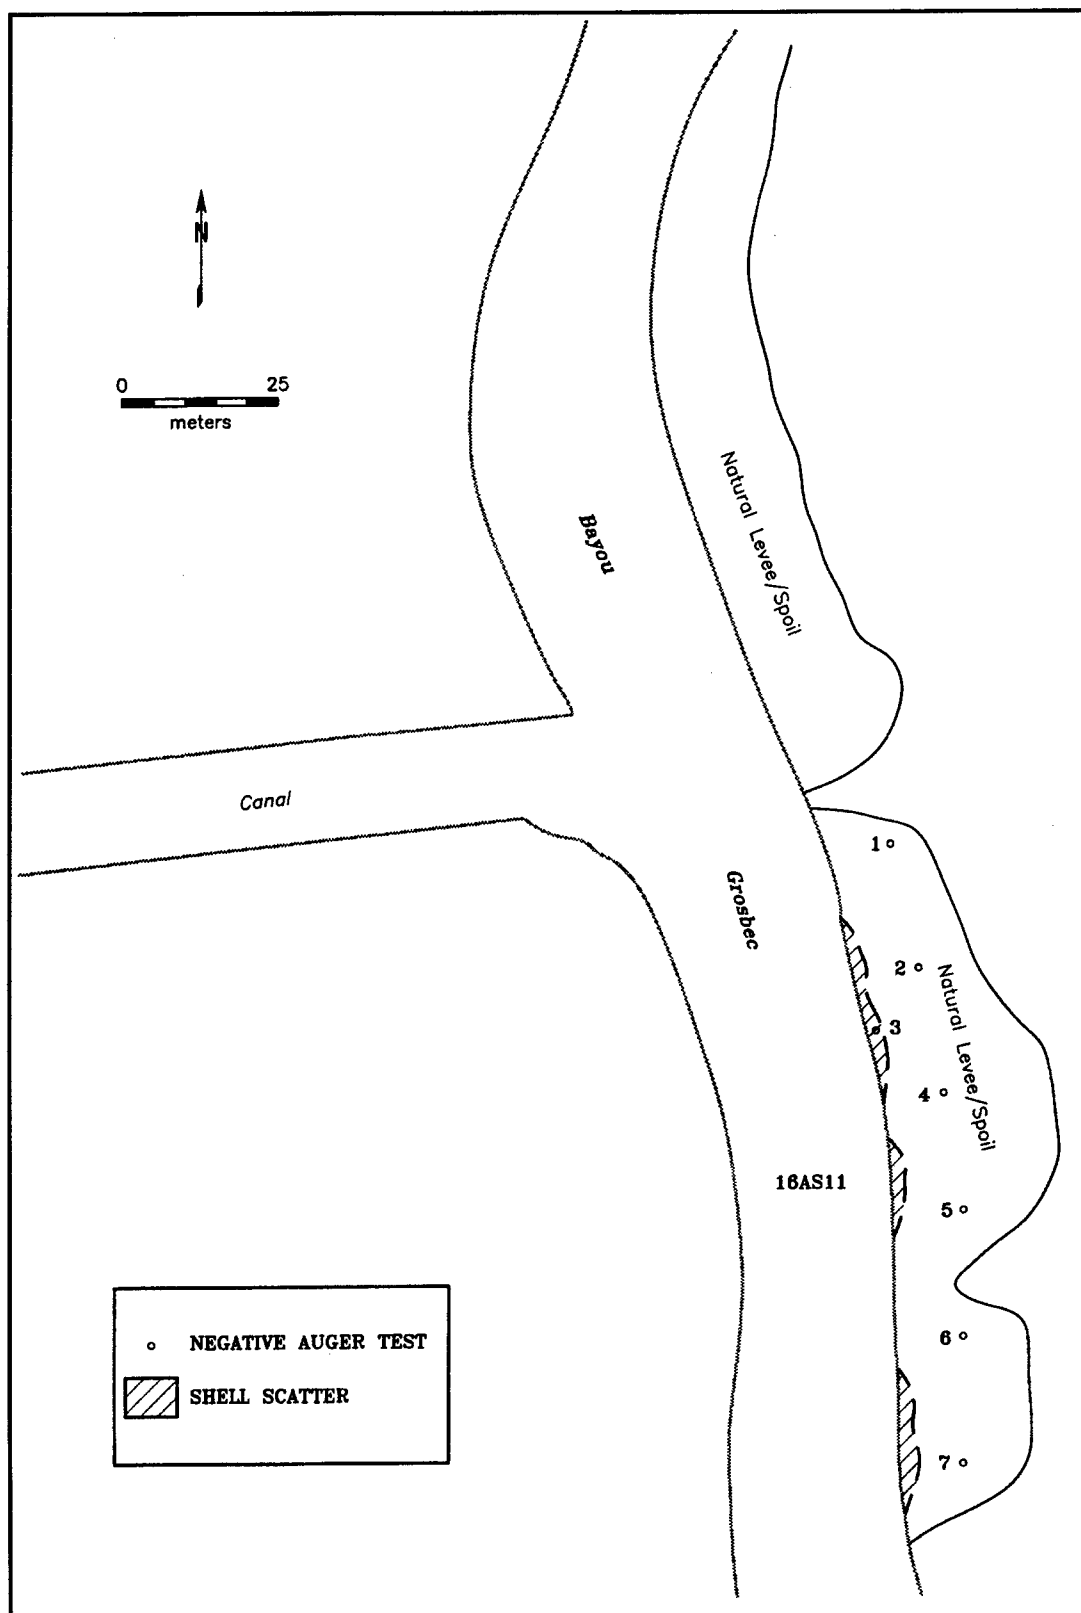 N
0 25
meters
Natural Levee/Spoil
Bayou
Canal
1
Grosbec
2
Natural Levee/Spoil
3
4
16AS11
5
6
7
NEGATIVE AUGER TEST
SHELL SCATTER